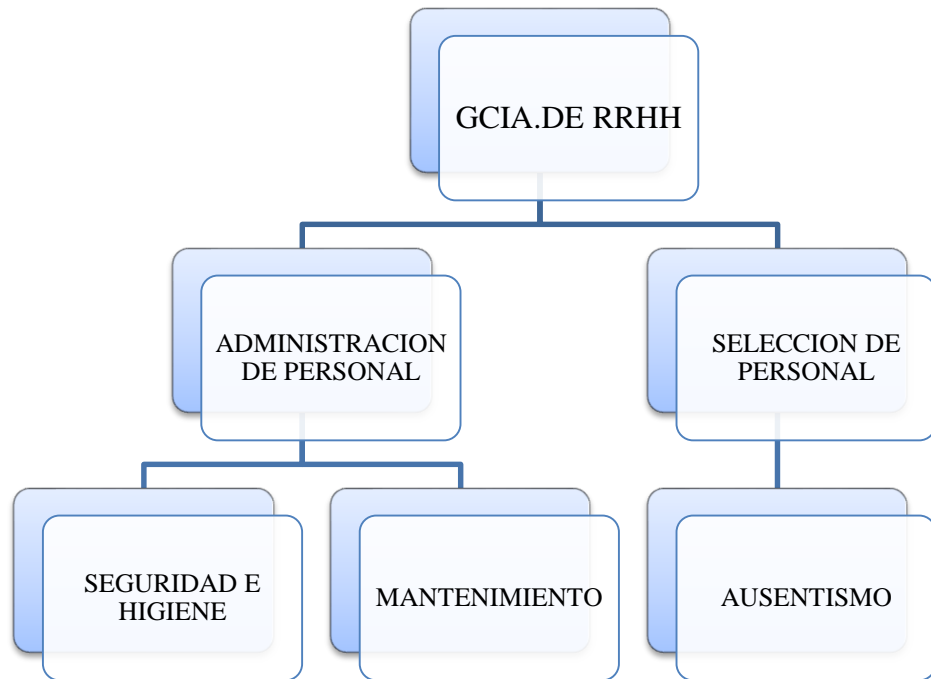 GCIA.DE RRHH
ADMINISTRACION
DE PERSONAL
SELECCION DE
PERSONAL
SEGURIDAD E
HIGIENE
MANTENIMIENTO
AUSENTISMO